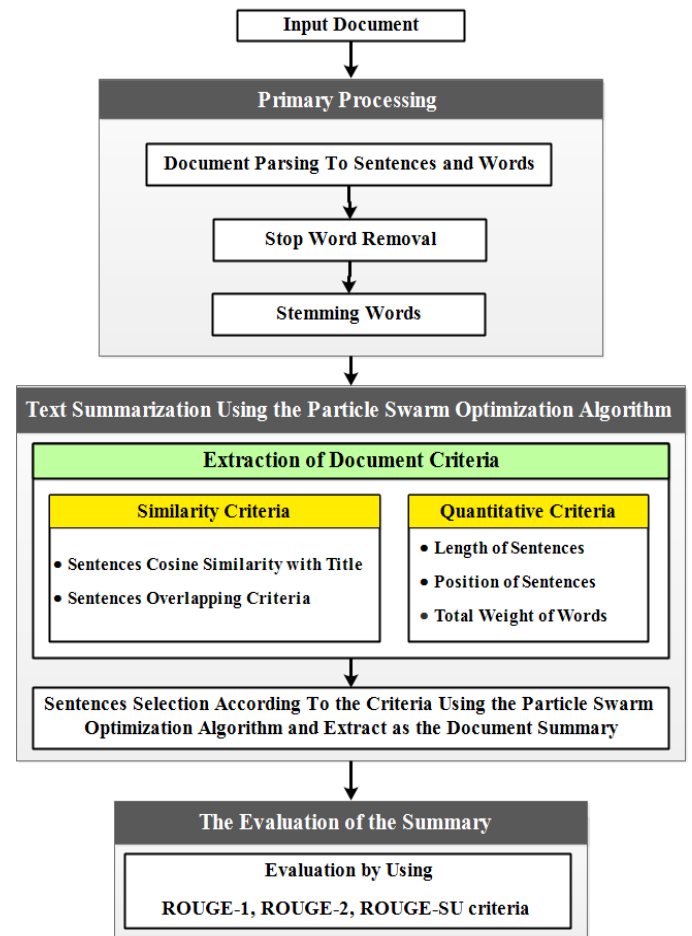 Input Document
Primary Processing
Document Parsing To Sentences and Words
Stop Word Removal
Stemming Words
Text Summarization Using the Particle Swarm Optimization Algorithm
Extraction of Document Criteria
Similarity Criteria
• Sentences Cosine Similarity with Title
• Sentences Overlapping Criteria
Quantitative Criteria
• Length of Sentences
• Position of Sentences
• Total Weight of Words
Sentences Selection According To the Criteria Using the Particle Swarm
Optimization Algorithm and Extract as the Document Summary
The Evaluation of the Summary
Evaluation by Using
ROUGE-1, ROUGE-2, ROUGE-SU criteria